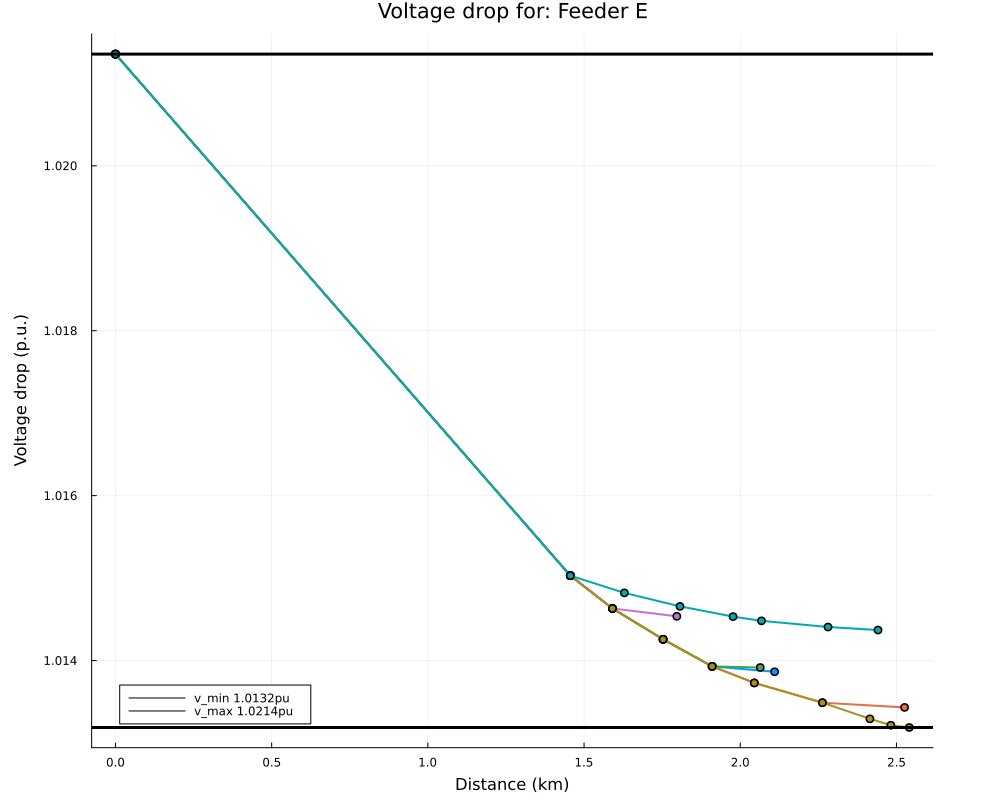 Voltage drop for: Feeder E
Voltage drop (p.u.)
1.020
1.018
1.016
1.014
v_min 1.0132pu
v_max 1.0214pu
0.0 0.5 1.0 1.5 2.0 2.5
Distance (km)